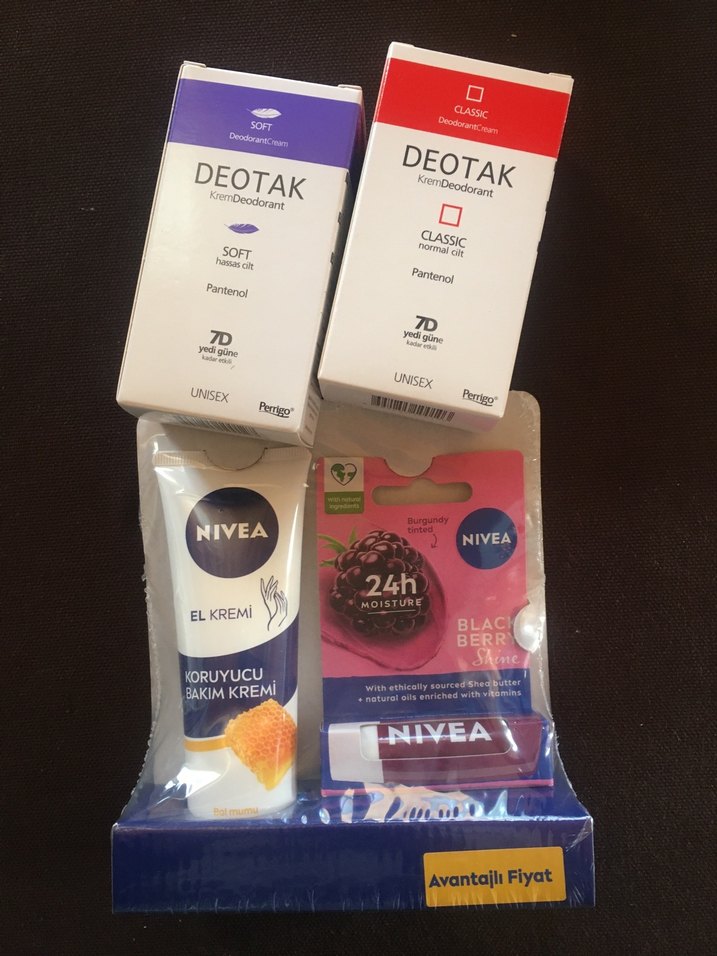 SOFT
DeodorantCream
DEOTAK
KremDeodorant
SOFT
hassas cilt
Pantenol
7D
yedi güne
kadar etkili
UNISEX
Perrigo®
CLASSIC
DeodorantCream
DEOTAK
KremDeodorant
CLASSIC
normal cilt
Pantenol
7D
yedi güne
kadar etkili
UNISEX
Perrigo®
NIVEA
EL KREMİ
KORUYUCU
BAKIM KREMİ
Bal mumu
With natural
ingredients
Burgundy
tinted
NIVEA
24h
MOISTURE
BLACK
BERRY
Shine
With ethically sourced Shea butter
+ natural oils enriched with vitamins
NIVEA
Avantajlı Fiyat